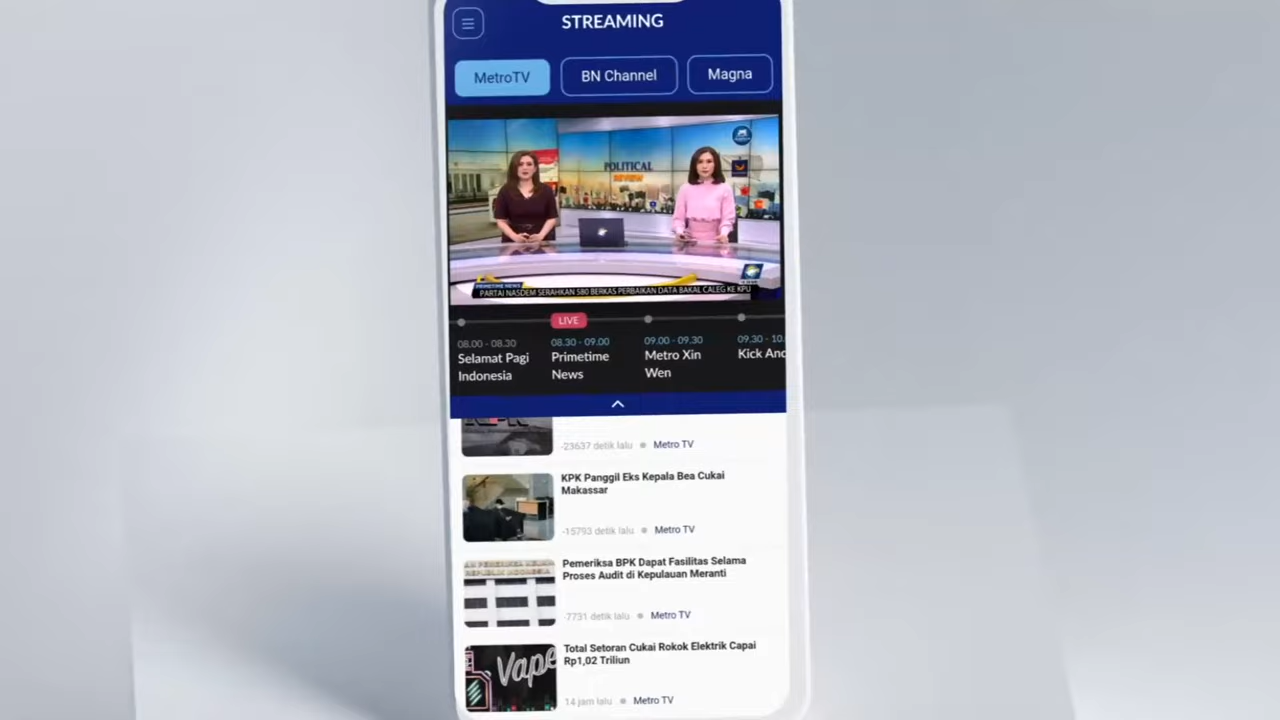 STREAMING
MetroTV
BN Channel
Magna
POLITICAL
REVIEW
PRIMETIME NEWS
PARTAI NASDEM SERAHKAN 580 BERKAS PERBAIKAN DATA BAKAL CALEG KE KPU
LIVE
08.00 - 08.30
Selamat Pagi
Indonesia
08.30 - 09.00
Primetime
News
09.00 - 09.30
Metro Xin
Wen
09.30 - 10.
Kick And
-23637 detik lalu
Metro TV
KPK Panggil Eks Kepala Bea Cukai
Makassar
-15793 detik lalu
Metro TV
Pemeriksa BPK Dapat Fasilitas Selama
Proses Audit di Kepulauan Meranti
-7731 detik lalu
Metro TV
REPUBLIK INDONESIA
Total Setoran Cukai Rokok Elektrik Capai
Rp1,02 Triliun
Vape
14 jam lalu
Metro TV